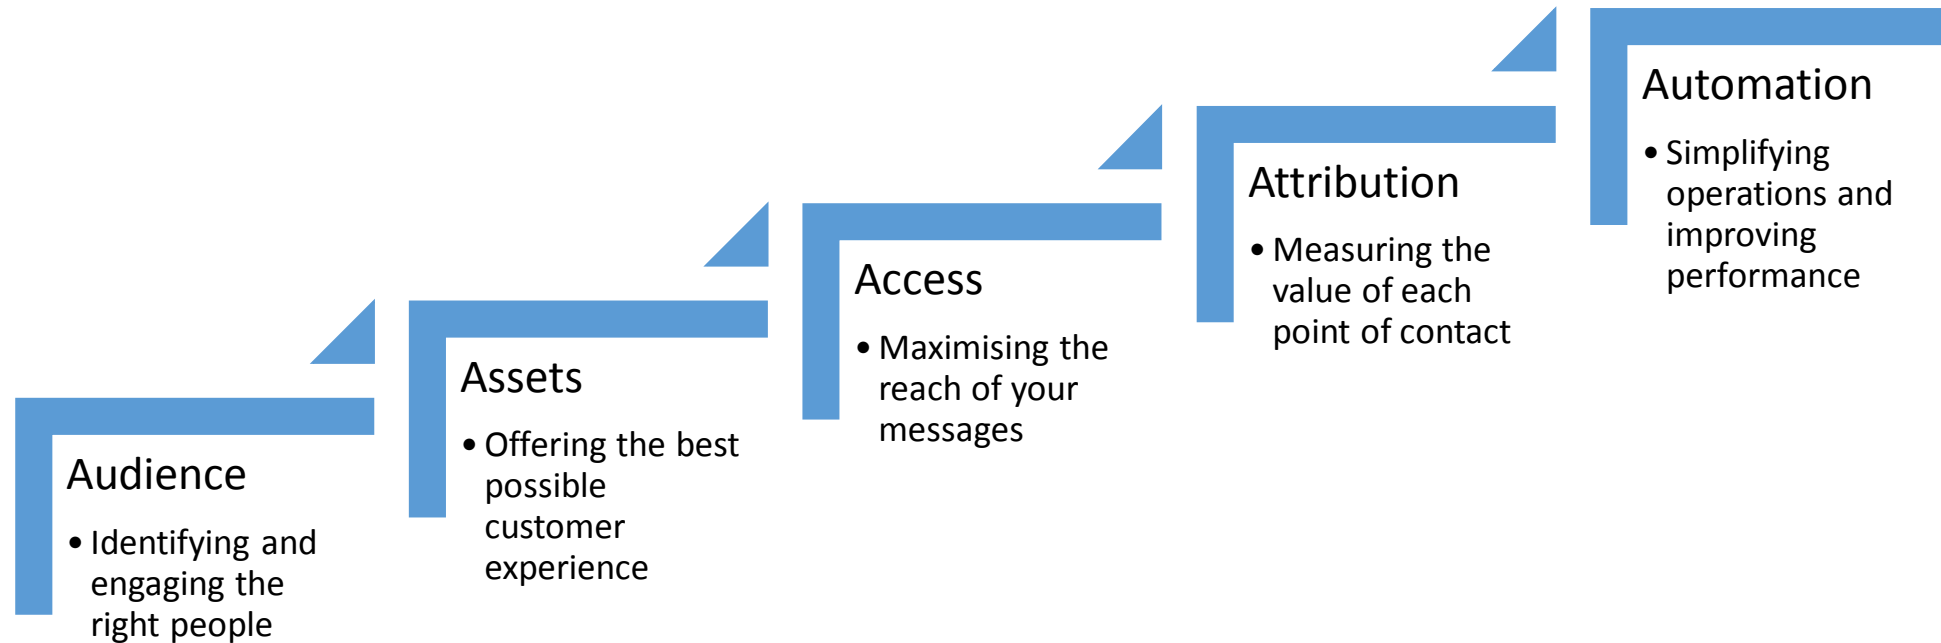 Audience
• Identifying and
engaging the
right people
Assets
• Offering the best
possible
customer
experience
Access
• Maximising the
reach of your
messages
Attribution
• Measuring the
value of each
point of contact
Automation
• Simplifying
operations and
improving
performance